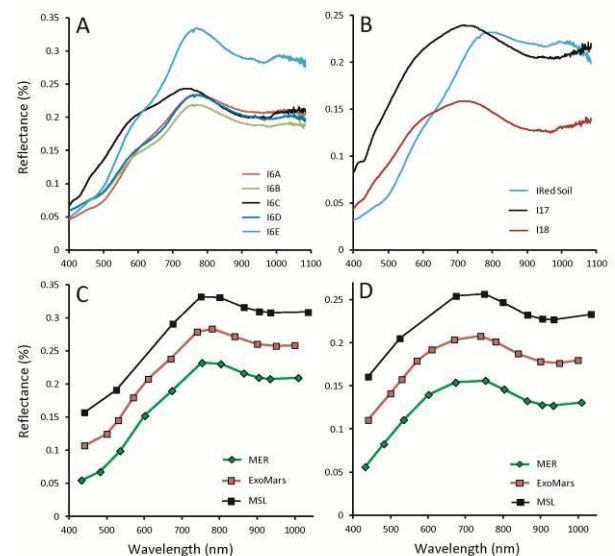 A
Reflectance (%)
0.35
0.3
0.25
0.2
0.15
0.1
0.05
0
400 500 600 700 800 900 1000 1100
I6A
I6B
I6C
I6D
I6E
B
0.25
0.2
0.15
0.1
0.05
0
400 500 600 700 800 900 1000 1100
IRed Soil
I17
I18
C
Reflectance (%)
0.35
0.3
0.25
0.2
0.15
0.1
0.05
0
400 500 600 700 800 900 1000
MER
ExoMars
MSL
Wavelength (nm)
D
0.25
0.2
0.15
0.1
0.05
0
400 500 600 700 800 900 1000
MER
ExoMars
MSL
Wavelength (nm)